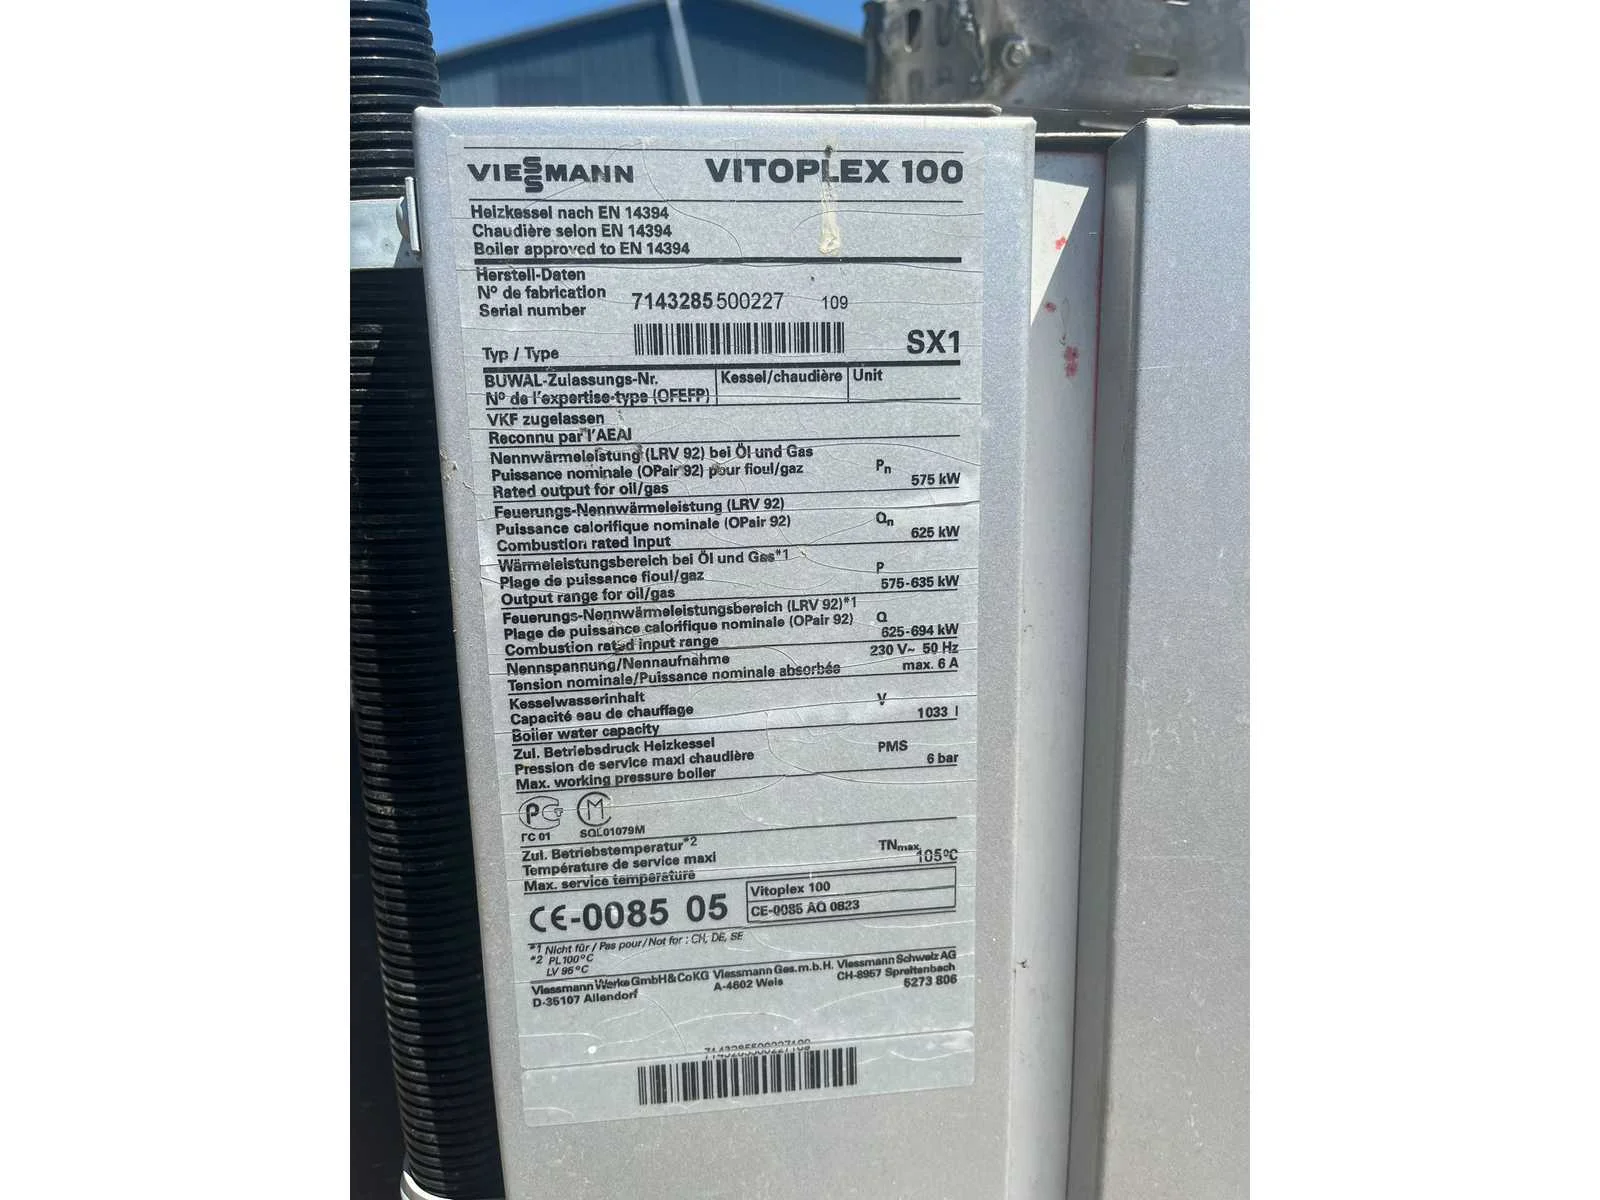 VIESSMANN VITOPLEX 100
Heizkessel nach EN 14394
Chaudière selon EN 14394
Boiler approved to EN 14394
Herstell-Daten
Nº de fabrication 7143285 500227 109
Serial number
Typ / Type SX1
BUWAL-Zulassungs-Nr. Kessel/chaudière Unit
Nº de l'expertise-type (OFEFP)
VKF zugelassen
Reconnu par l'AEAI
Nennwärmeleistung (LRV 92) bei Öl und Gas
Puissance nominale (OPair 92) pour fioul/gaz Pn
Rated output for oil/gas 575 kW
Feuerungs-Nennwärmeleistung (LRV 92)
Puissance calorifique nominale (OPair 92) Qn
Combustion rated input 625 kW
Wärmeleistungsbereich bei Öl und Gas*1
Plage de puissance fioul/gaz P
Output range for oil/gas 575-635 kW
Feuerungs-Nennwärmeleistungsbereich (LRV 92)*1
Plage de puissance calorifique nominale (OPair 92) Q
Combustion rated input range 625-694 kW
Nennspannung/Nennaufnahme 230 V~ 50 Hz
Tension nominale/Puissance nominale absorbés max. 6 A
Kesselwasserinhalt
Capacité eau de chauffage V
Boiler water capacity 1033 l
Zul. Betriebsdruck Heizkessel
Pression de service maxi chaudière PMS
Max. working pressure boiler 6 bar
PG M
ГС 01 SQL01079M
Zul. Betriebstemperatur*2
Température de service maxi TNmax.
Max. service temperature 105°C
CE-0085 05
Vitoplex 100
CE-0085 AQ 0823
*1 Nicht für / Pas pour / Not for : CH, DE, SE
*2 PL 100°C
LV 95°C
Viessmann Werke GmbH&CoKG Viessmann Ges.m.b.H. Viessmann Schweiz AG
D-35107 Allendorf A-4602 Wels CH-8957 Spreitenbach
5273 806
7143285500227109